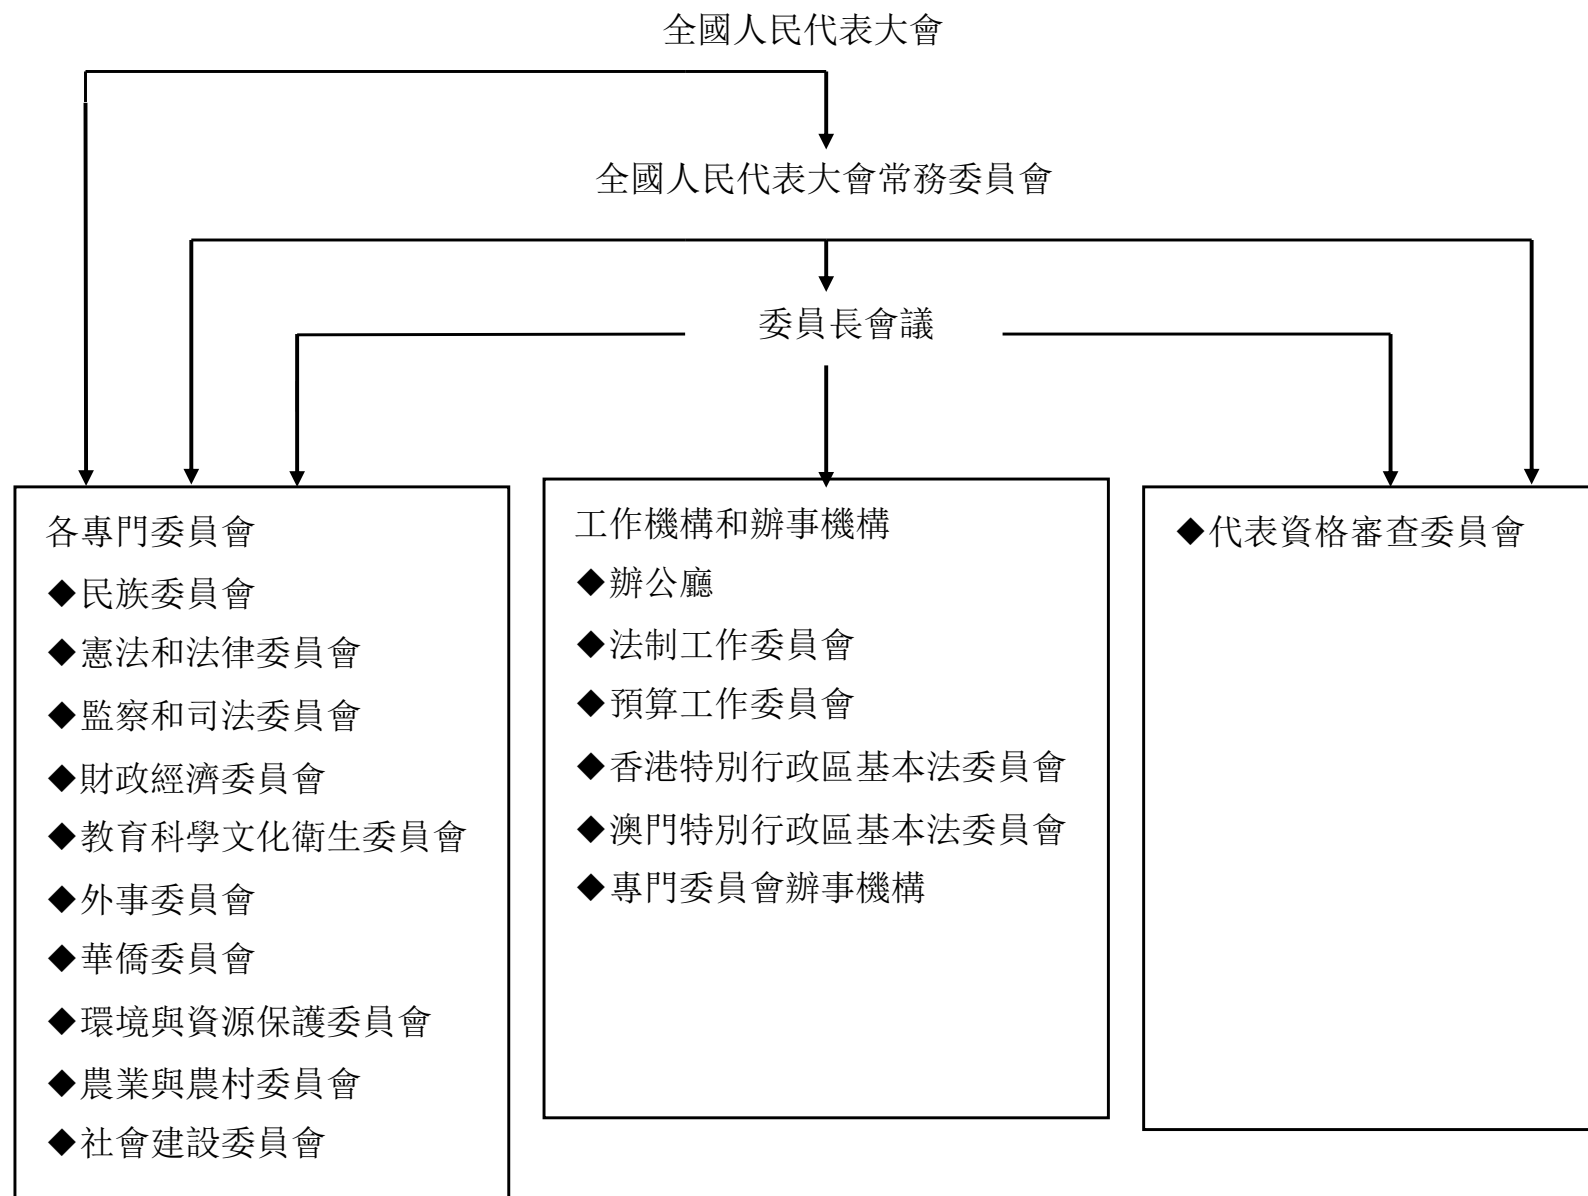 全國人民代表大會
全國人民代表大會常務委員會
委員長會議
各專門委員會
◆民族委員會
◆憲法和法律委員會
◆監察和司法委員會
◆財政經濟委員會
◆教育科學文化衛生委員會
◆外事委員會
◆華僑委員會
◆環境與資源保護委員會
◆農業與農村委員會
◆社會建設委員會
工作機構和辦事機構
◆辦公廳
◆法制工作委員會
◆預算工作委員會
◆香港特別行政區基本法委員會
◆澳門特別行政區基本法委員會
◆專門委員會辦事機構
◆代表資格審查委員會